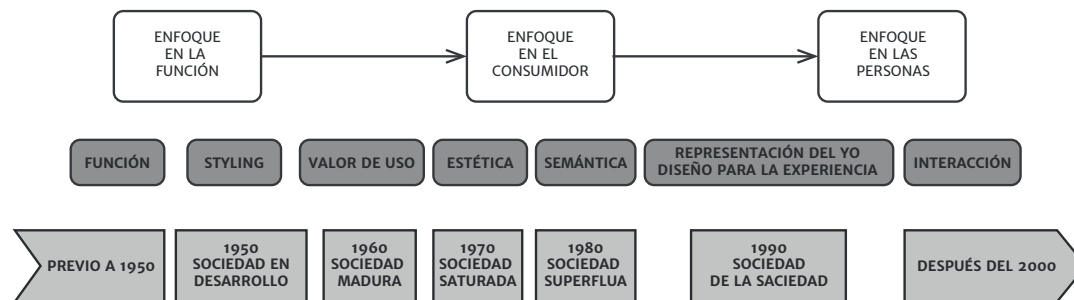 ENFOQUE
EN LA
FUNCIÓN
ENFOQUE
EN EL
CONSUMIDOR
ENFOQUE
EN LAS
PERSONAS
FUNCIÓN
STYLING
VALOR DE USO
ESTÉTICA
SEMÁNTICA
REPRESENTACIÓN DEL YO
DISEÑO PARA LA EXPERIENCIA
INTERACCIÓN
PREVIO A 1950
1950
SOCIEDAD EN
DESARROLLO
1960
SOCIEDAD
MADURA
1970
SOCIEDAD
SATURADA
1980
SOCIEDAD
SUPERFLUA
1990
SOCIEDAD
DE LA SACIEDAD
DESPUÉS DEL 2000